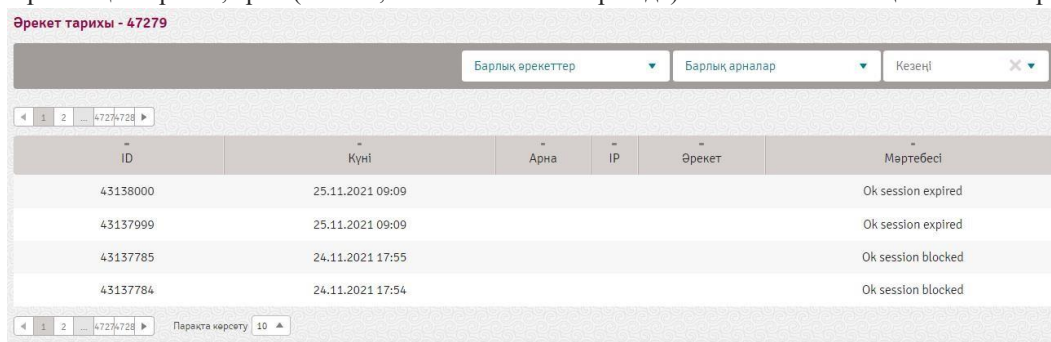 Әрекет тарихы - 47279
Барлық әрекеттер Барлық арналар Кезеңі
1 2 ... 4727 4728
ID Күні Арна IP Әрекет Мәртебесі
43138000 25.11.2021 09:09 Ok session expired
43137999 25.11.2021 09:09 Ok session expired
43137785 24.11.2021 17:55 Ok session blocked
43137784 24.11.2021 17:54 Ok session blocked
1 2 ... 4727 4728 Парақта көрсету 10